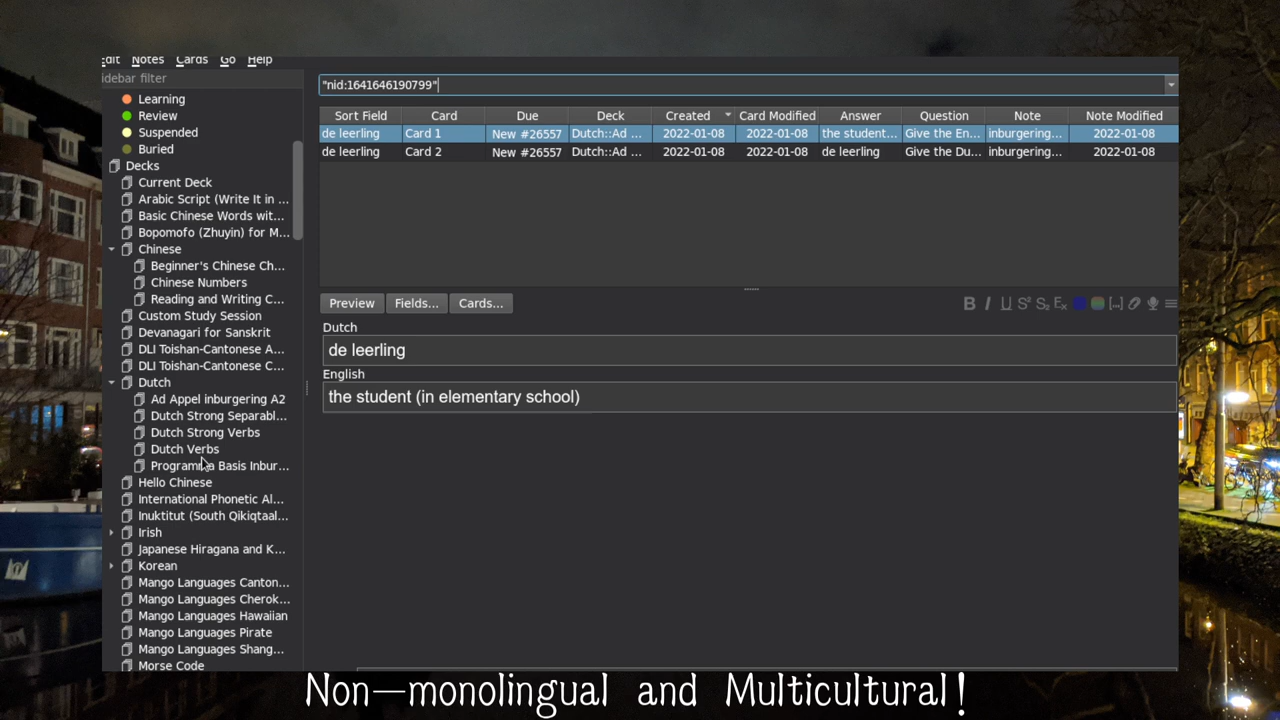 Edit Notes Cards Go Help
idebar filter
Learning
Review
Suspended
Buried
Decks
Current Deck
Arabic Script (Write It in ...
Basic Chinese Words wit...
Bopomofo (Zhuyin) for M...
Chinese
Beginner's Chinese Ch...
Chinese Numbers
Reading and Writing C...
Custom Study Session
Devanagari for Sanskrit
DLI Toishan-Cantonese A...
DLI Toishan-Cantonese C...
Dutch
Ad Appel inburgering A2
Dutch Strong Separabl...
Dutch Strong Verbs
Dutch Verbs
Programma Basis Inbur...
Hello Chinese
International Phonetic Al...
Inuktitut (South Qikiqtaal...
Irish
Japanese Hiragana and K...
Korean
Mango Languages Canton...
Mango Languages Cherok...
Mango Languages Hawaiian
Mango Languages Pirate
Mango Languages Shang...
Morse Code
"nid:1641646190799"
Sort Field Card Due Deck Created Card Modified Answer Question Note Note Modified
de leerling Card 1 New #26557 Dutch::Ad ... 2022-01-08 2022-01-08 the student... Give the En... inburgering... 2022-01-08
de leerling Card 2 New #26557 Dutch::Ad ... 2022-01-08 2022-01-08 de leerling Give the Du... inburgering... 2022-01-08
Preview Fields... Cards... B I U S² S₂ Ex [...]
Dutch
de leerling
English
the student (in elementary school)
Non—monolingual and Multicultural!